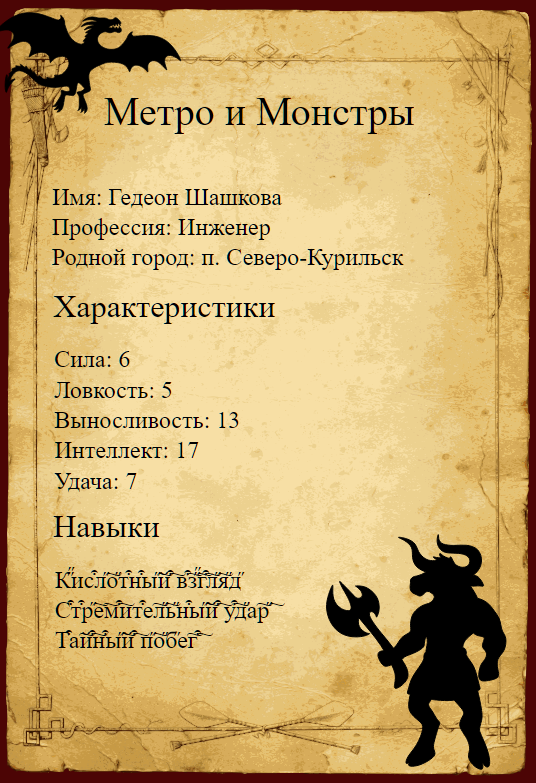 Метро и Монстры
Имя: Гедеон Шашкова
Профессия: Инженер
Родной город: п. Северо-Курильск
Характеристики
Сила: 6
Ловкость: 5
Выносливость: 13
Интеллект: 17
Удача: 7
Навыки
Кислотный взгляд
Стремительный удар
Тайный побег